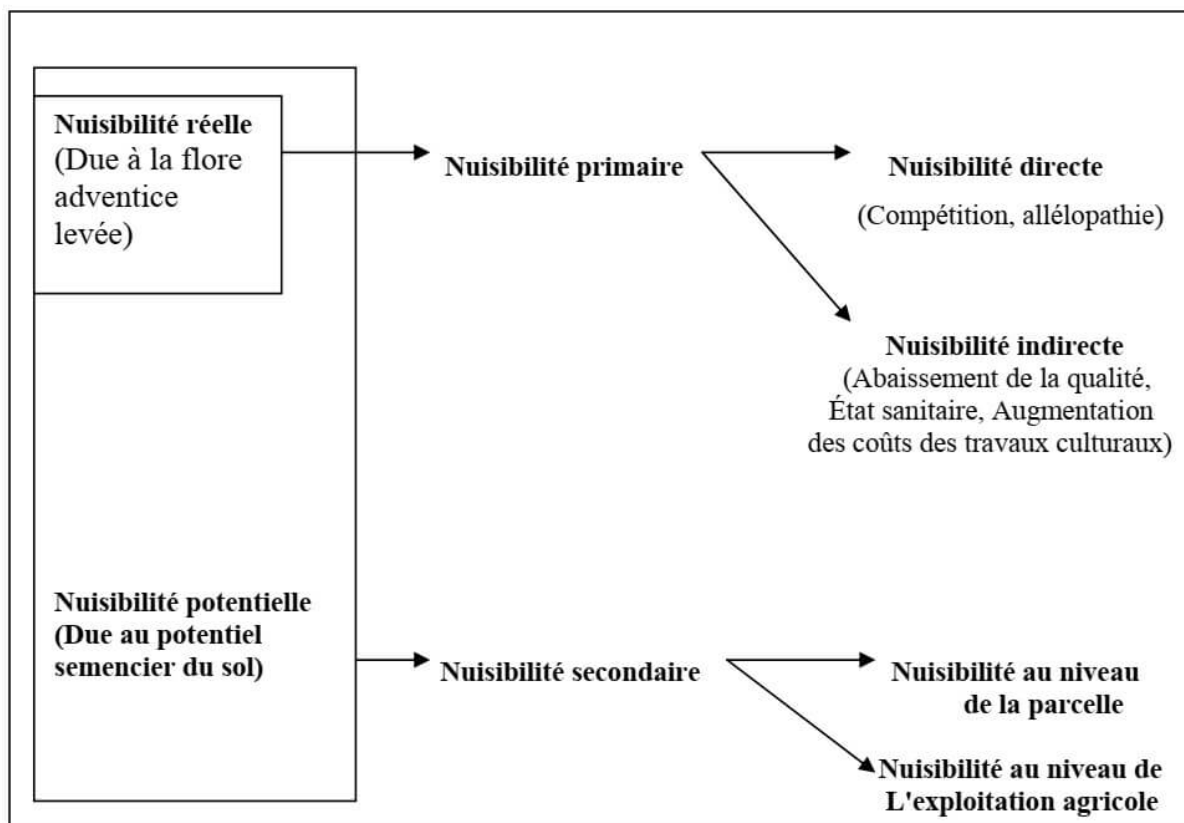 Nuisibilité réelle
(Due à la flore
adventice
levée)
Nuisibilité primaire
Nuisibilité directe
(Compétition, allélopathie)
Nuisibilité indirecte
(Abaissement de la qualité,
État sanitaire, Augmentation
des coûts des travaux culturaux)
Nuisibilité potentielle
(Due au potentiel
semencier du sol)
Nuisibilité secondaire
Nuisibilité au niveau
de la parcelle
Nuisibilité au niveau de
L'exploitation agricole